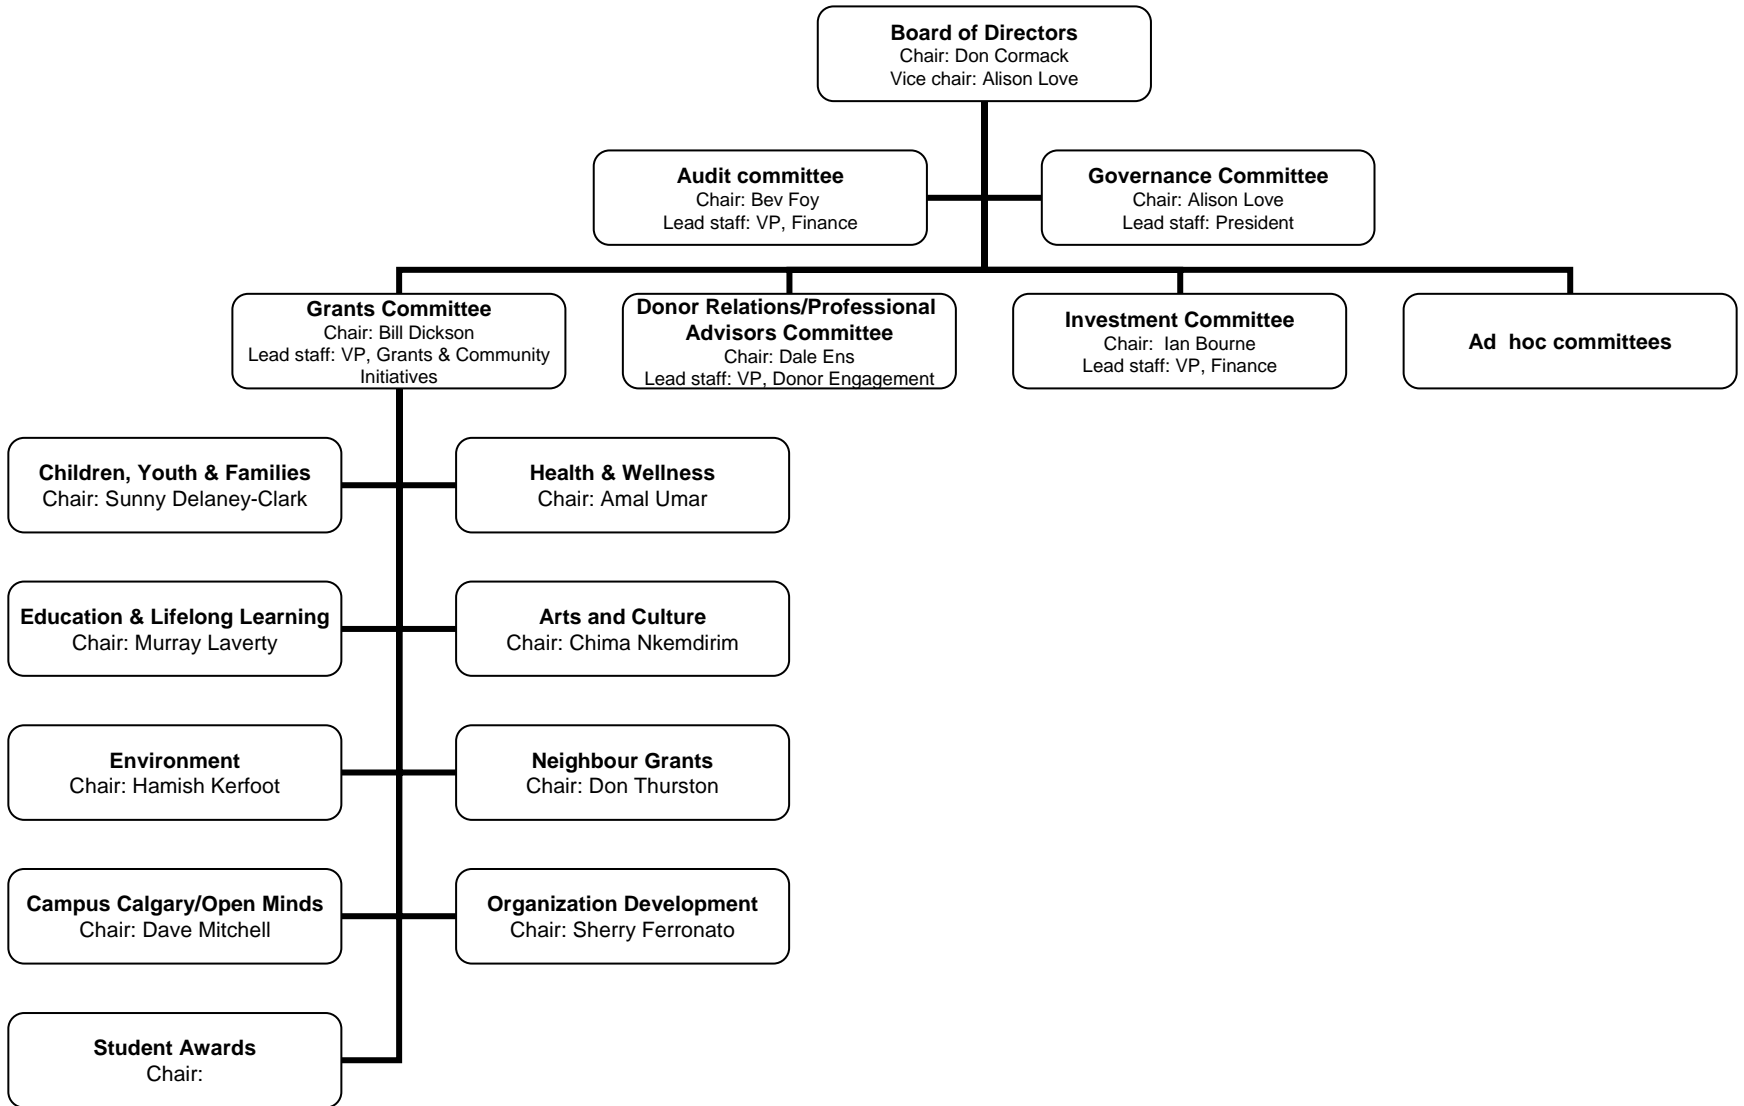 Board of Directors
Chair: Don Cormack
Vice chair: Alison Love
Audit committee
Chair: Bev Foy
Lead staff: VP, Finance
Governance Committee
Chair: Alison Love
Lead staff: President
Grants Committee
Chair: Bill Dickson
Lead staff: VP, Grants & Community
Initiatives
Donor Relations/Professional
Advisors Committee
Chair: Dale Ens
Lead staff: VP, Donor Engagement
Investment Committee
Chair:  Ian Bourne
Lead staff: VP, Finance
Ad  hoc committees
Children, Youth & Families
Chair: Sunny Delaney-Clark
Health & Wellness
Chair: Amal Umar
Education & Lifelong Learning
Chair: Murray Laverty
Arts and Culture
Chair: Chima Nkemdirim
Environment
Chair: Hamish Kerfoot
Neighbour Grants
Chair: Don Thurston
Campus Calgary/Open Minds
Chair: Dave Mitchell
Organization Development
Chair: Sherry Ferronato
Student Awards
Chair: